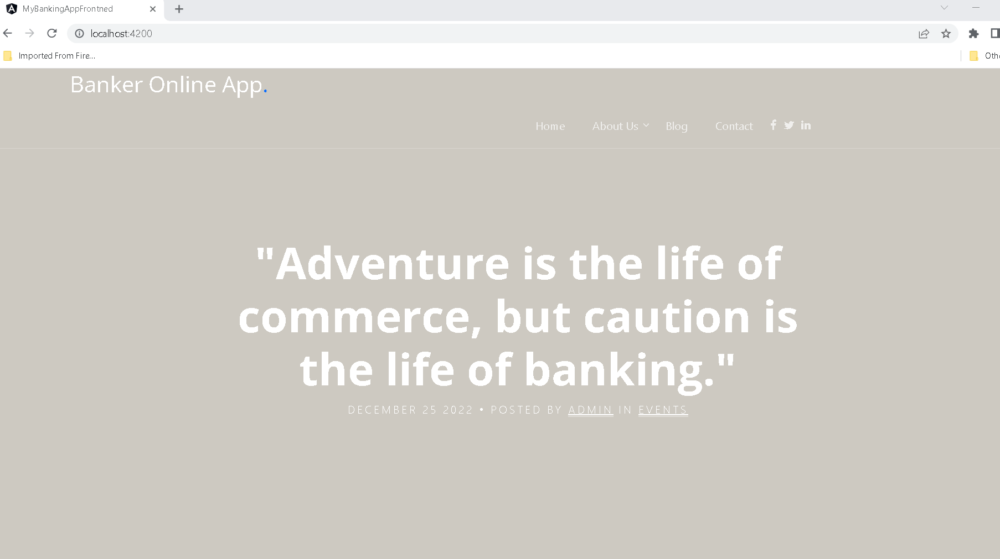 MyBankingAppFrontned
localhost:4200
Imported From Fire...
Othe
Banker Online App.
Home About Us Blog Contact
"Adventure is the life of
commerce, but caution is
the life of banking."
DECEMBER 25 2022 • POSTED BY ADMIN IN EVENTS